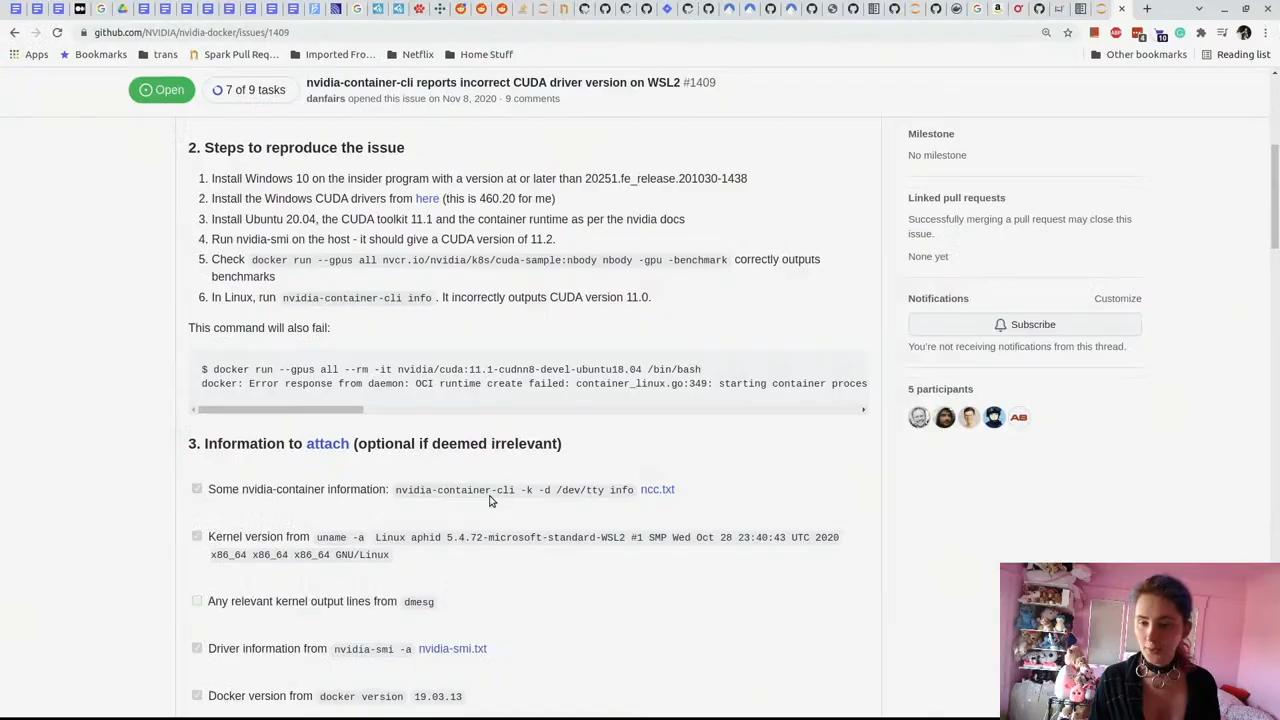 github.com/NVIDIA/nvidia-docker/issues/1409
Apps
Bookmarks
trans
Spark Pull Req...
Imported Fro...
Netflix
Home Stuff
Other bookmarks
Reading list
Open
7 of 9 tasks
nvidia-container-cli reports incorrect CUDA driver version on WSL2 #1409
danfairs opened this issue on Nov 8, 2020 · 9 comments
2. Steps to reproduce the issue
1. Install Windows 10 on the insider program with a version at or later than 20251.fe_release.201030-1438
2. Install the Windows CUDA drivers from here (this is 460.20 for me)
3. Install Ubuntu 20.04, the CUDA toolkit 11.1 and the container runtime as per the nvidia docs
4. Run nvidia-smi on the host - it should give a CUDA version of 11.2.
5. Check docker run --gpus all nvcr.io/nvidia/k8s/cuda-sample:nbody nbody -gpu -benchmark correctly outputs
benchmarks
6. In Linux, run nvidia-container-cli info . It incorrectly outputs CUDA version 11.0.
This command will also fail:
$ docker run --gpus all --rm -it nvidia/cuda:11.1-cudnn8-devel-ubuntu18.04 /bin/bash
docker: Error response from daemon: OCI runtime create failed: container_linux.go:349: starting container proces
3. Information to attach (optional if deemed irrelevant)
Some nvidia-container information: nvidia-container-cli -k -d /dev/tty info ncc.txt
Kernel version from uname -a Linux aphid 5.4.72-microsoft-standard-WSL2 #1 SMP Wed Oct 28 23:40:43 UTC 2020
x86_64 x86_64 x86_64 GNU/Linux
Any relevant kernel output lines from dmesg
Driver information from nvidia-smi -a nvidia-smi.txt
Docker version from docker version 19.03.13
Milestone
No milestone
Linked pull requests
Successfully merging a pull request may close this
issue.
None yet
Notifications
Customize
Subscribe
You're not receiving notifications from this thread.
5 participants
AB